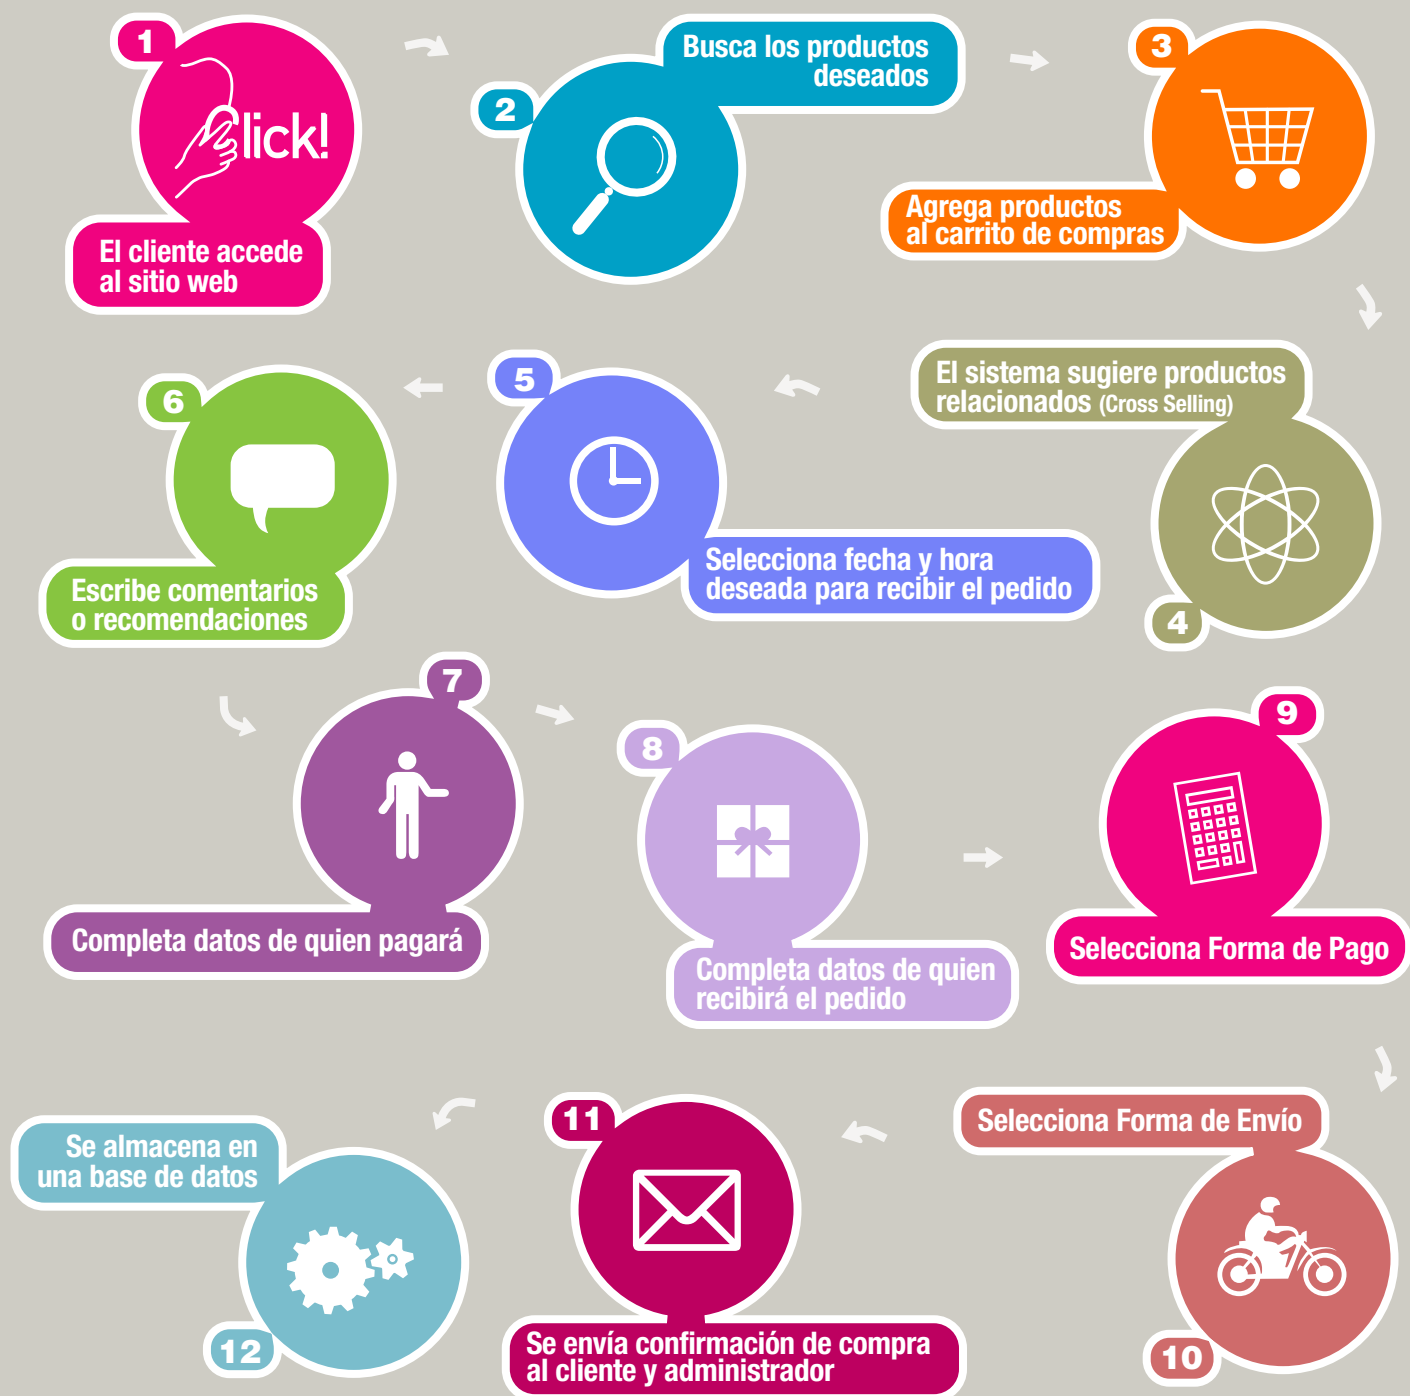 1
Click!
El cliente accede
al sitio web
2
Busca los productos
deseados
3
Agrega productos
al carrito de compras
4
El sistema sugiere productos
relacionados (Cross Selling)
5
Selecciona fecha y hora
deseada para recibir el pedido
6
Escribe comentarios
o recomendaciones
7
Completa datos de quien pagará
8
Completa datos de quien
recibirá el pedido
9
Selecciona Forma de Pago
10
Selecciona Forma de Envío
11
Se envía confirmación de compra
al cliente y administrador
12
Se almacena en
una base de datos